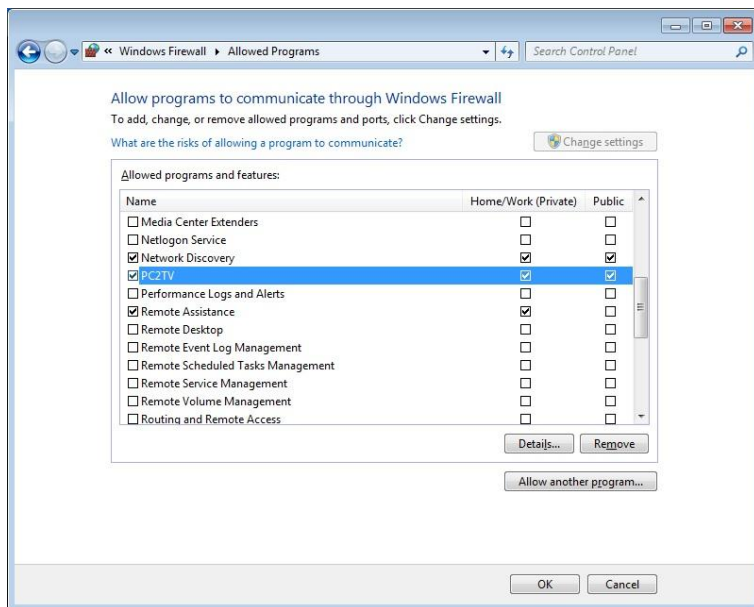 « Windows Firewall ▸ Allowed Programs
Search Control Panel
Allow programs to communicate through Windows Firewall
To add, change, or remove allowed programs and ports, click Change settings.
What are the risks of allowing a program to communicate?
Change settings
Allowed programs and features:
Name Home/Work (Private) Public
Media Center Extenders
Netlogon Service
Network Discovery
PC2TV
Performance Logs and Alerts
Remote Assistance
Remote Desktop
Remote Event Log Management
Remote Scheduled Tasks Management
Remote Service Management
Remote Volume Management
Routing and Remote Access
Details... Remove
Allow another program...
OK Cancel